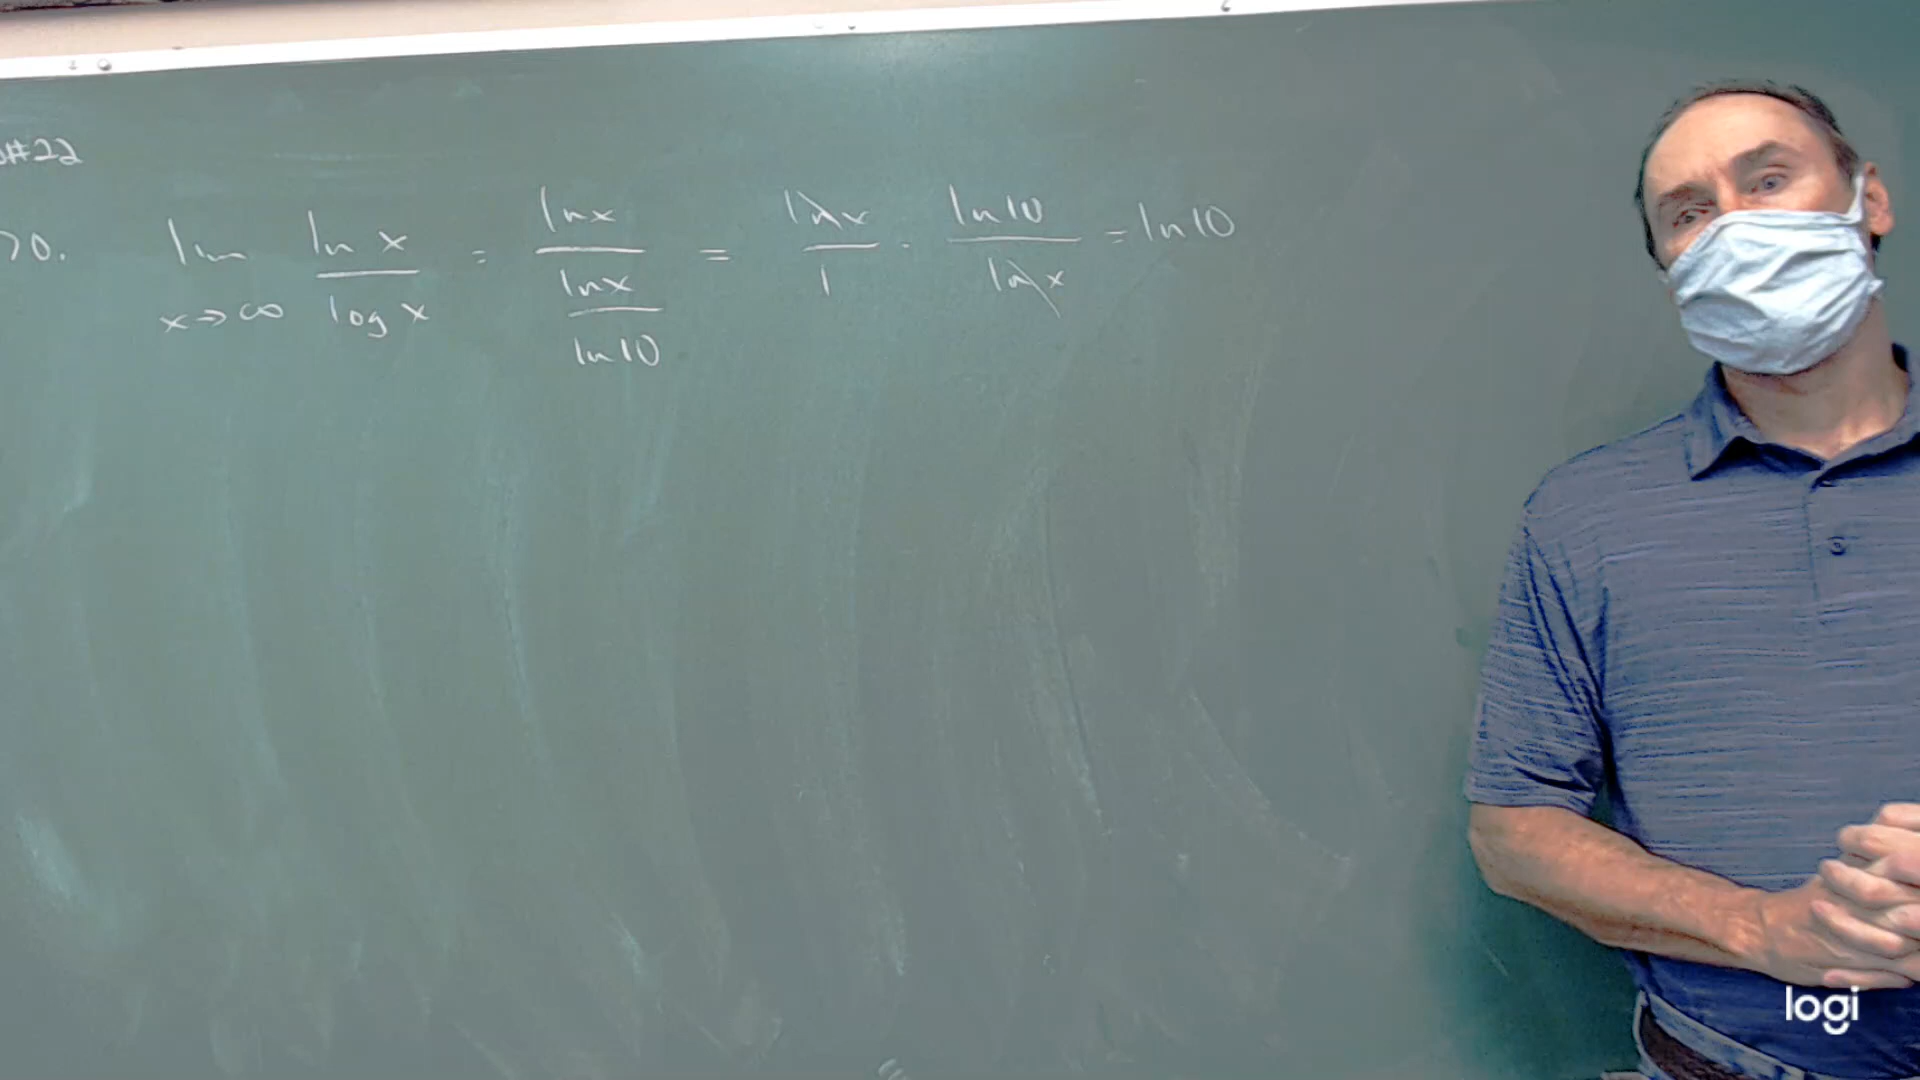 #22
70. lim x→∞ ln x / log x = ln x / (ln x / ln 10) = ln x / 1 · ln 10 / ln x = ln 10
logi